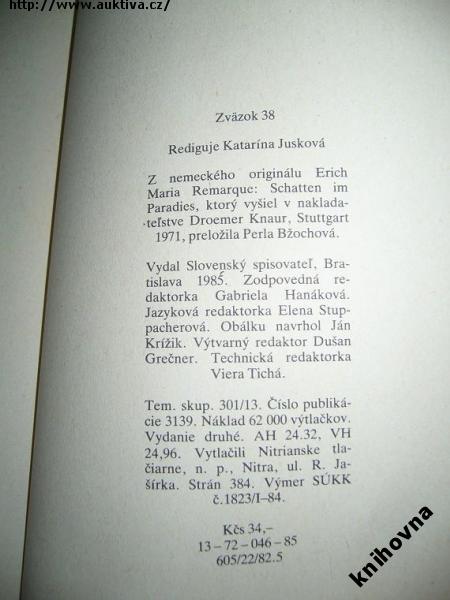 http://www.auktiva.cz/
Zväzok 38
Rediguje Katarína Jusková
Z nemeckého originálu Erich
Maria Remarque: Schatten im
Paradies, ktorý vyšiel v naklada-
teľstve Droemer Knaur, Stuttgart
1971, preložila Perla Bžochová.
Vydal Slovenský spisovateľ, Bra-
tislava 1985. Zodpovedná re-
daktorka Gabriela Hanáková.
Jazyková redaktorka Elena Stup-
pacherová. Obálku navrhol Ján
Krížik. Výtvarný redaktor Dušan
Grečner. Technická redaktorka
Viera Tichá.
Tem. skup. 301/13. Číslo publiká-
cie 3139. Náklad 62 000 výtlačkov.
Vydanie druhé. AH 24.32, VH
24,96. Vytlačili Nitrianske tla-
čiarne, n. p., Nitra, ul. R. Ja-
šírka. Strán 384. Výmer SÚKK
č.1823/I–84.
Kčs 34,–
13 – 72 – 046 – 85
605/22/82.5
knihovna